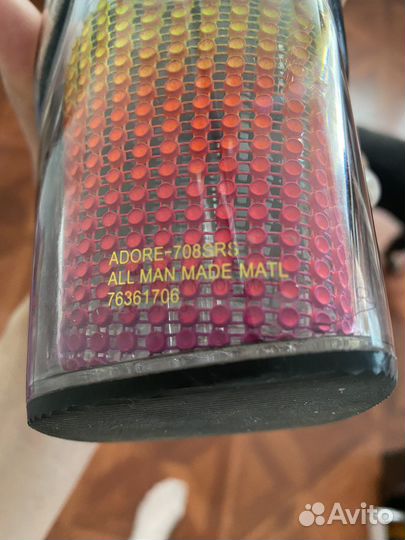 ADORE-708SRS
ALL MAN MADE MATL
76361706
Avito